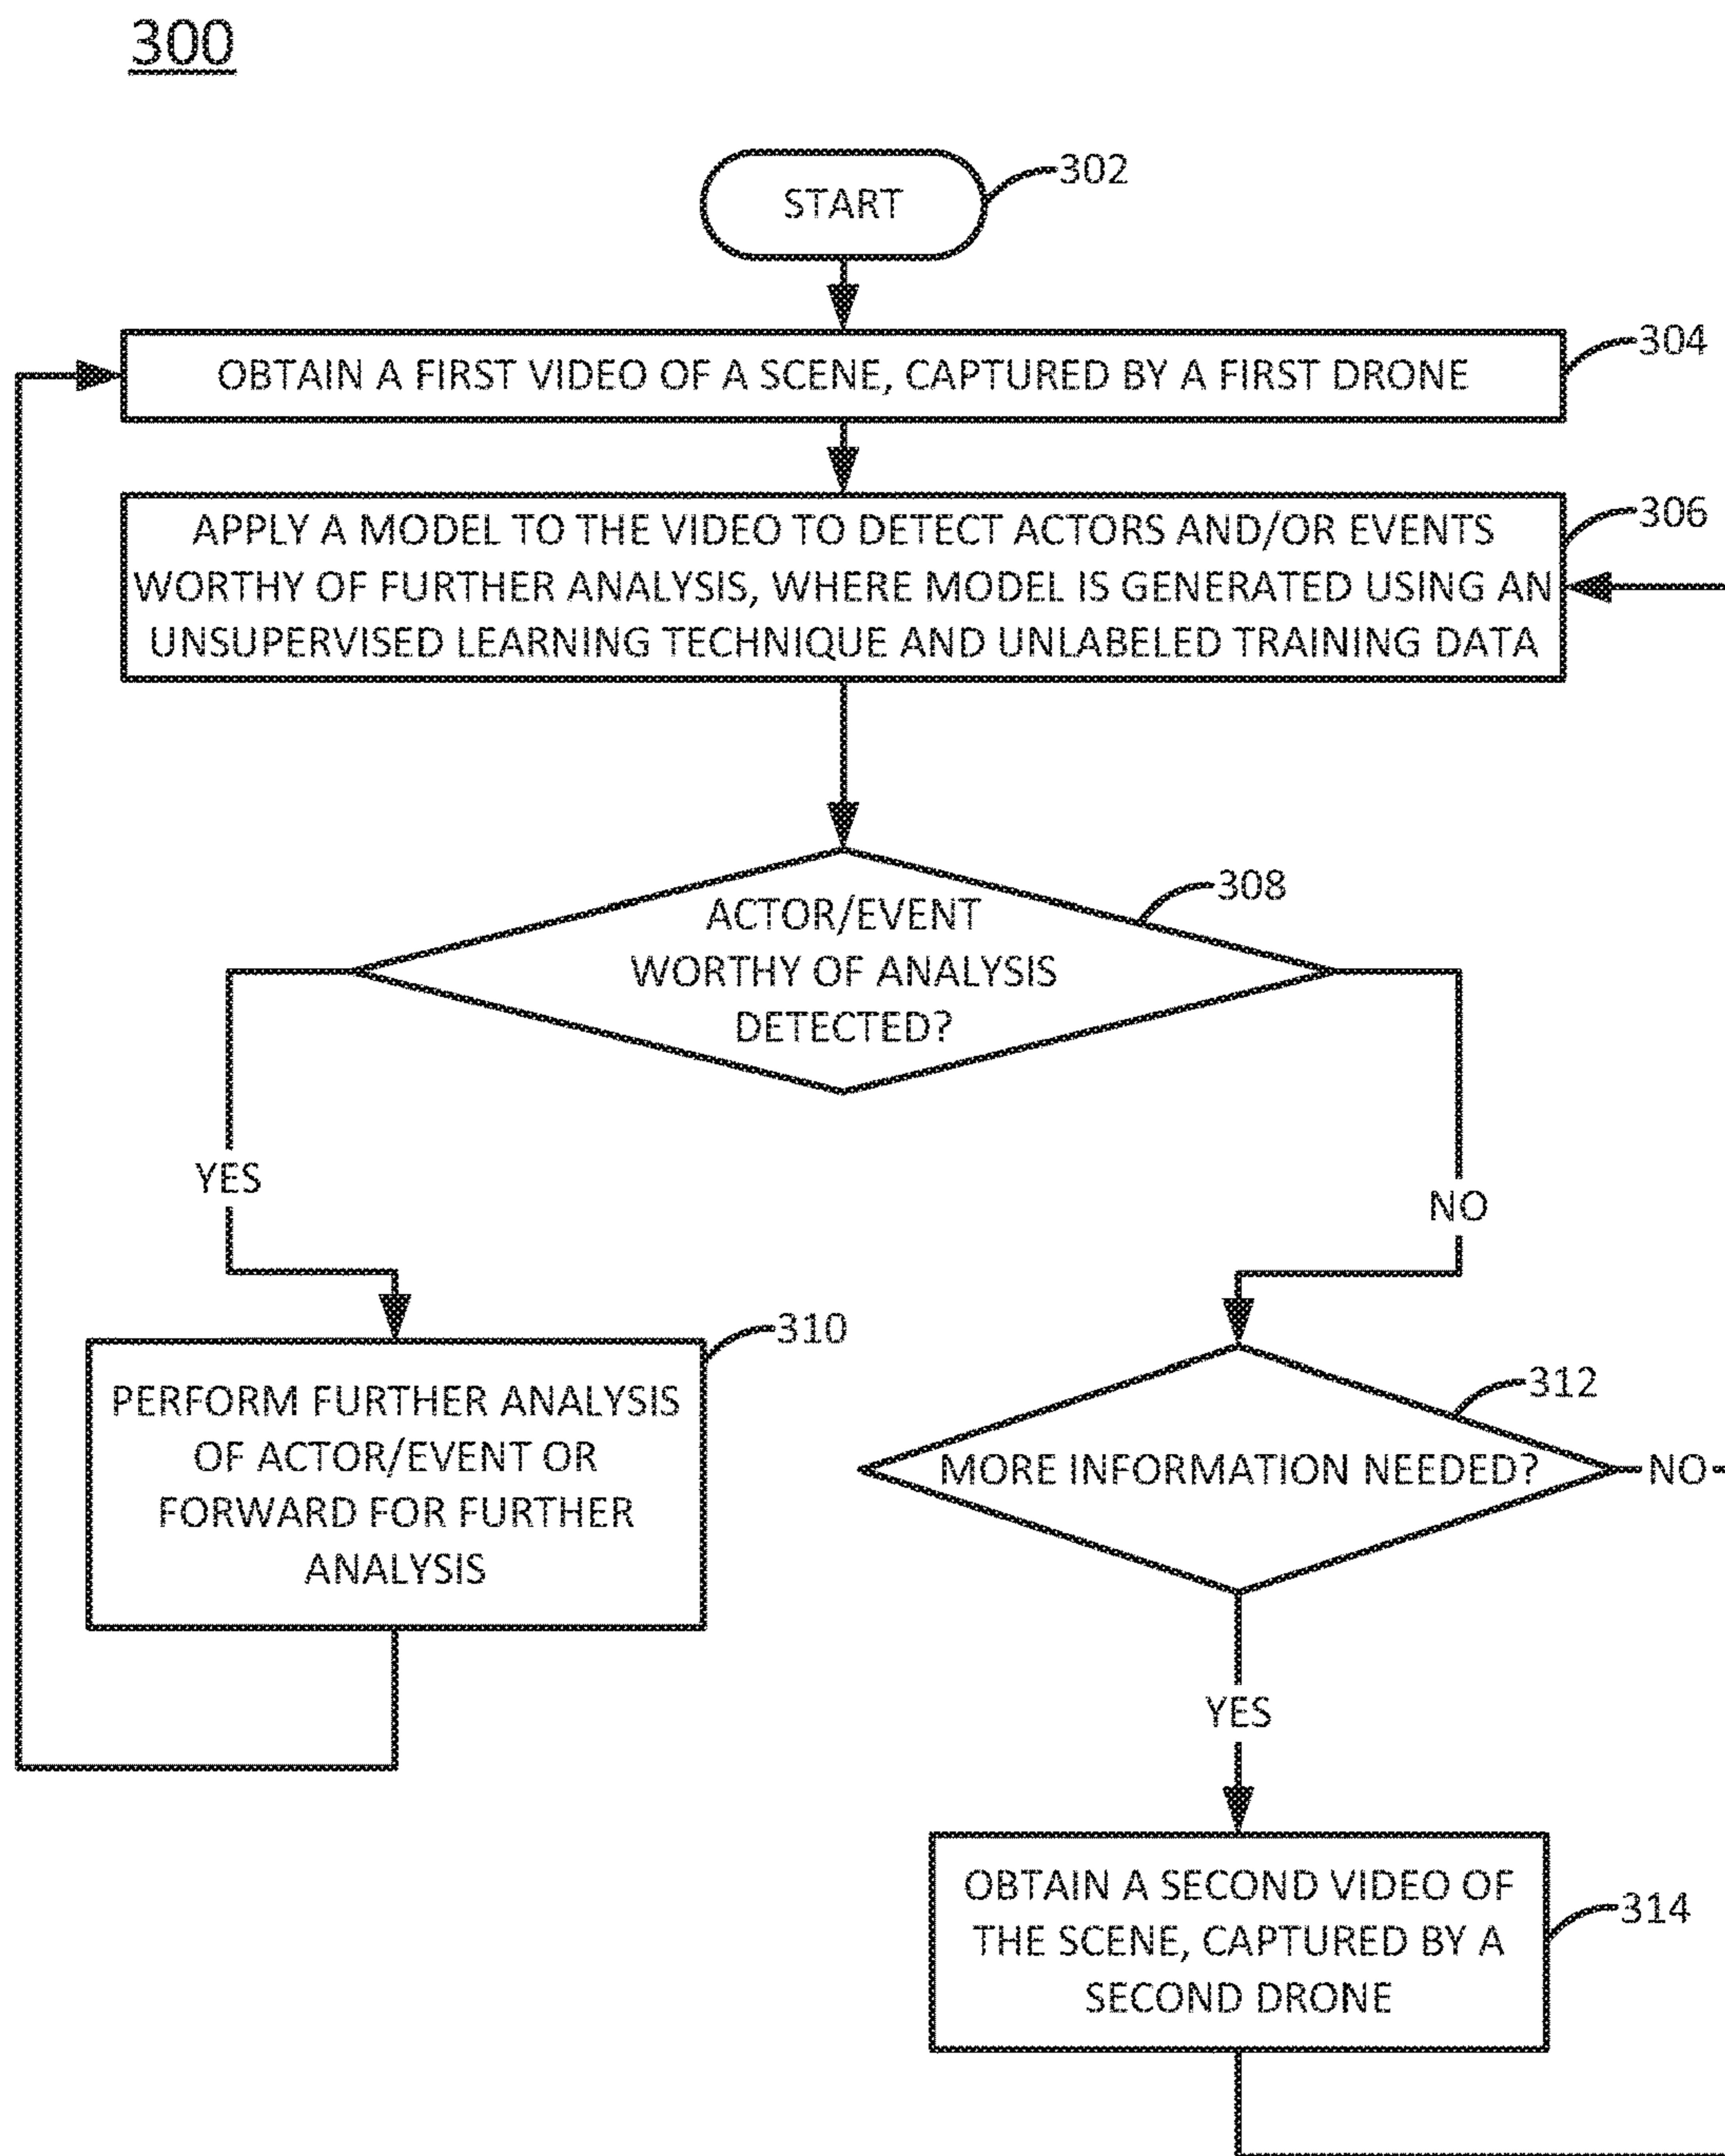 300
START
302
OBTAIN A FIRST VIDEO OF A SCENE, CAPTURED BY A FIRST DRONE
304
APPLY A MODEL TO THE VIDEO TO DETECT ACTORS AND/OR EVENTS
WORTHY OF FURTHER ANALYSIS, WHERE MODEL IS GENERATED USING AN
UNSUPERVISED LEARNING TECHNIQUE AND UNLABELED TRAINING DATA
306
ACTOR/EVENT
WORTHY OF ANALYSIS
DETECTED?
308
YES
NO
PERFORM FURTHER ANALYSIS
OF ACTOR/EVENT OR
FORWARD FOR FURTHER
ANALYSIS
310
MORE INFORMATION NEEDED?
312
NO
YES
OBTAIN A SECOND VIDEO OF
THE SCENE, CAPTURED BY A
SECOND DRONE
314